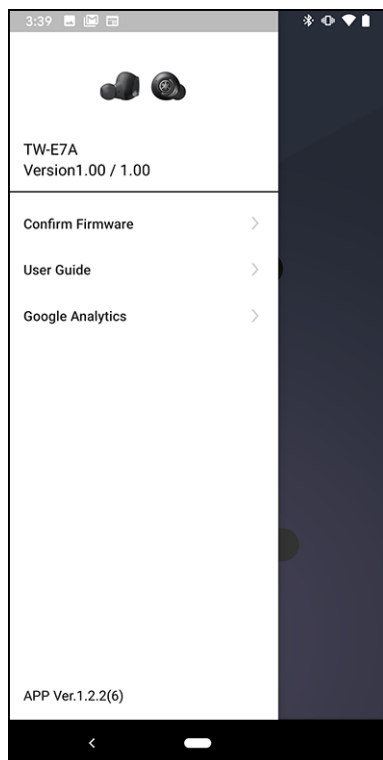 3:39
TW-E7A
Version1.00 / 1.00
Confirm Firmware
User Guide
Google Analytics
APP Ver.1.2.2(6)